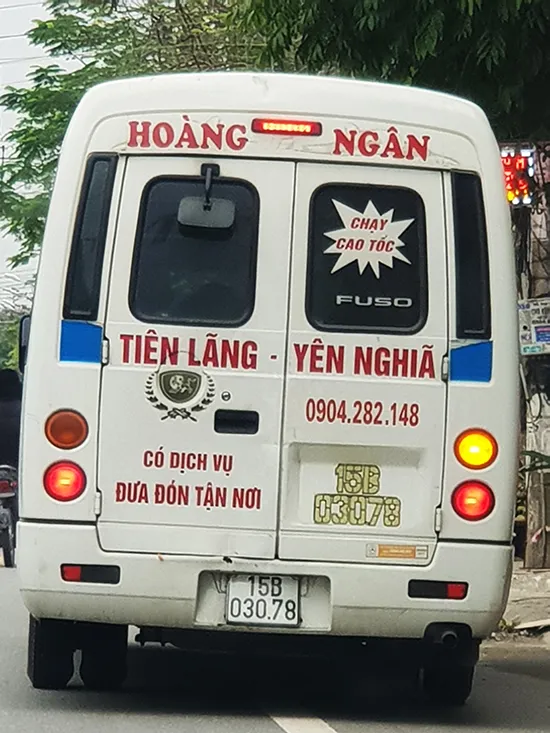 HOÀNG NGÂN
CHẠY
CAO TỐC
FUSO
TIÊN LÃNG - YÊN NGHIÃ
0904.282.148
CÓ DỊCH VỤ
ĐƯA ĐÓN TẬN NƠI
15B
03078
15B
030.78